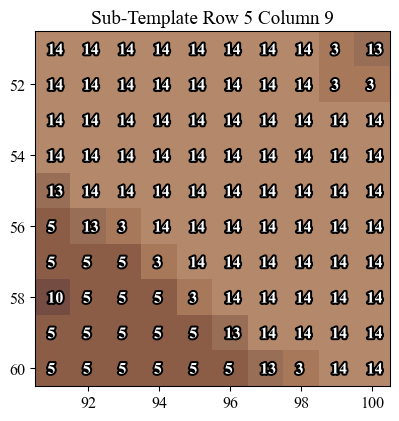 Sub-Template Row 5 Column 9
14 14 14 14 14 14 14 14 3 13
52 14 14 14 14 14 14 14 14 3 3
14 14 14 14 14 14 14 14 14 14
54 14 14 14 14 14 14 14 14 14 14
13 14 14 14 14 14 14 14 14 14
56 5 13 3 14 14 14 14 14 14 14
5 5 5 3 14 14 14 14 14 14
58 10 5 5 5 3 14 14 14 14 14
5 5 5 5 5 13 14 14 14 14
60 5 5 5 5 5 5 13 3 14 14
92 94 96 98 100